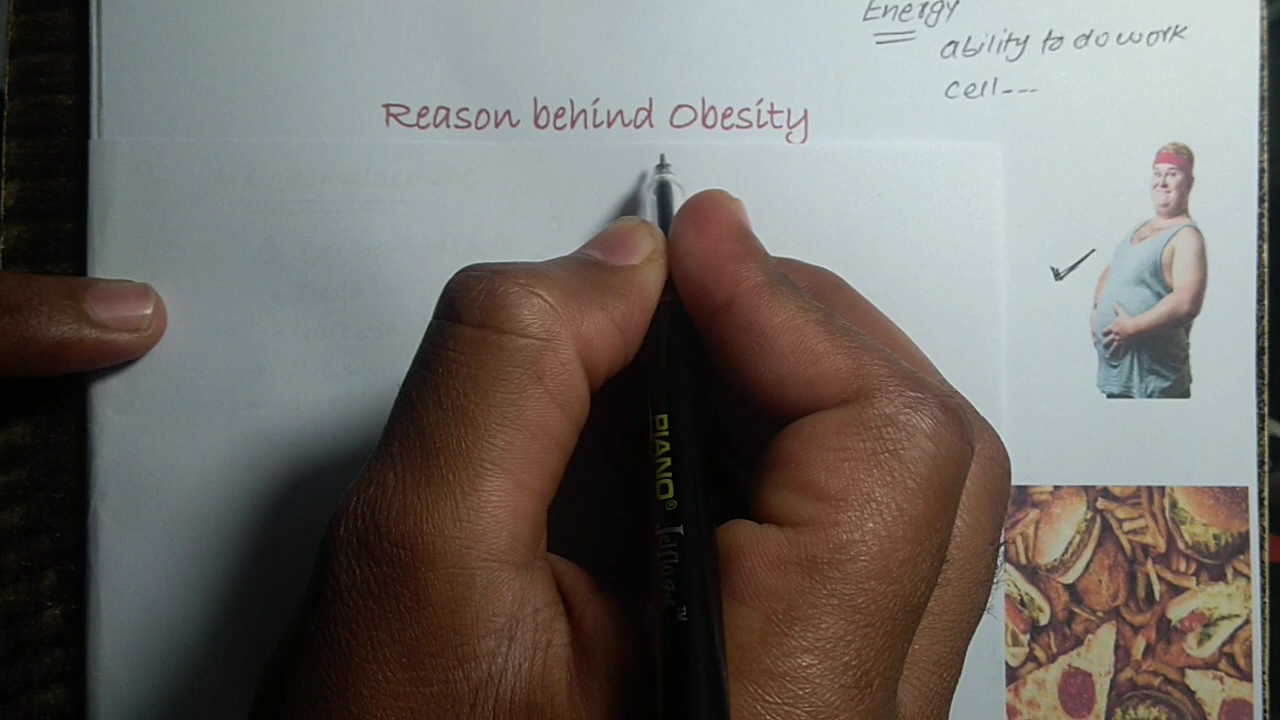 Energy
ability to do work
cell---
Reason behind Obesity
PIANO®